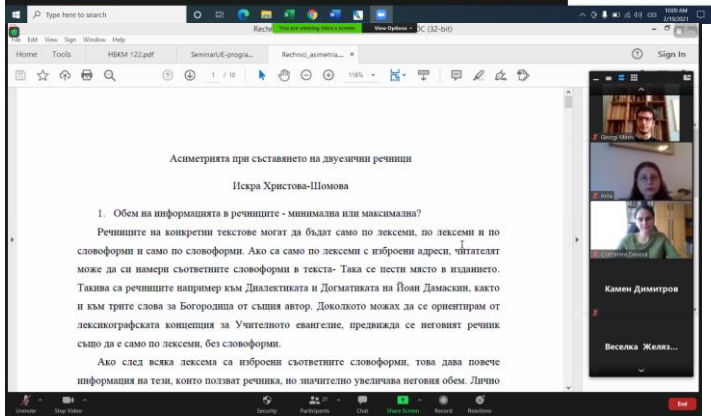 Type here to search
10:09 AM
2/19/2021
You are viewing Iskra's screen
View Options
DC (32-bit)
File Edit View Sign Window Help
Home Tools НБКМ 122.pdf SeminarUE-progra... Rechnici_asimetria... × Sign In
1 / 10 116%
Асиметрията при съставянето на двуезични речници
Искра Христова-Шомова
1. Обем на информацията в речниците - минимална или максимална?
Речниците на конкретни текстове могат да бъдат само по лексеми, по лексеми и по
словоформи и само по словоформи. Ако са само по лексеми с изброени адреси, читателят
може да си намери съответните словоформи в текста- Така се пести място в изданието.
Такива са речниците например към Диалектиката и Догматиката на Йоан Дамаскин, както
и към трите слова за Богородица от същия автор. Доколкото можах да се ориентирам от
лексикографската концепция за Учителното евангелие, предвижда се неговият речник
също да е само по лексеми, без словоформи.
Ако след всяка лексема са изброени съответните словоформи, това дава повече
информация на тези, които ползват речника, но значително увеличава неговия обем. Лично
Georgi Mitov
Anta
Камен Димитров
Веселка Желяз...
Unmute Stop Video Security Participants 21 Chat Share Screen Record Reactions End